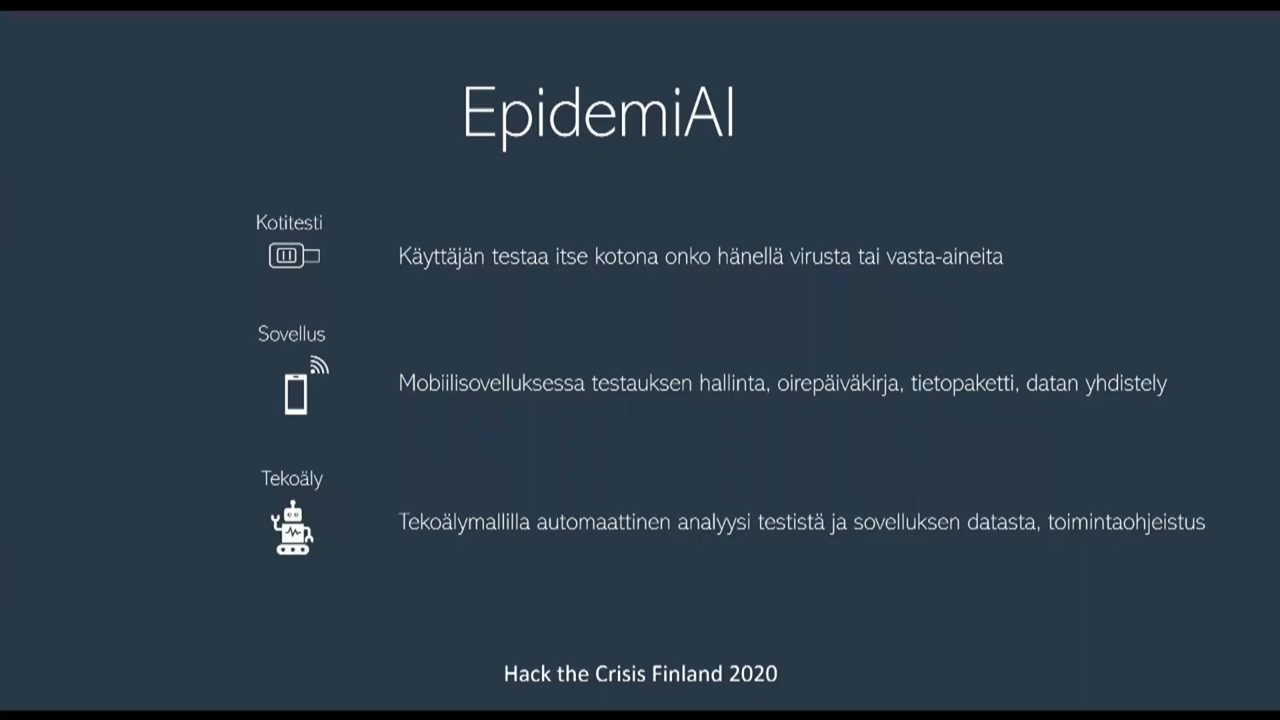 EpidemiAI
Kotitesti
Käyttäjän testaa itse kotona onko hänellä virusta tai vasta-aineita
Sovellus
Mobiilisovelluksessa testauksen hallinta, oirepäiväkirja, tietopaketti, datan yhdistely
Tekoäly
Tekoälymallilla automaattinen analyysi testistä ja sovelluksen datasta, toimintaohjeistus
Hack the Crisis Finland 2020